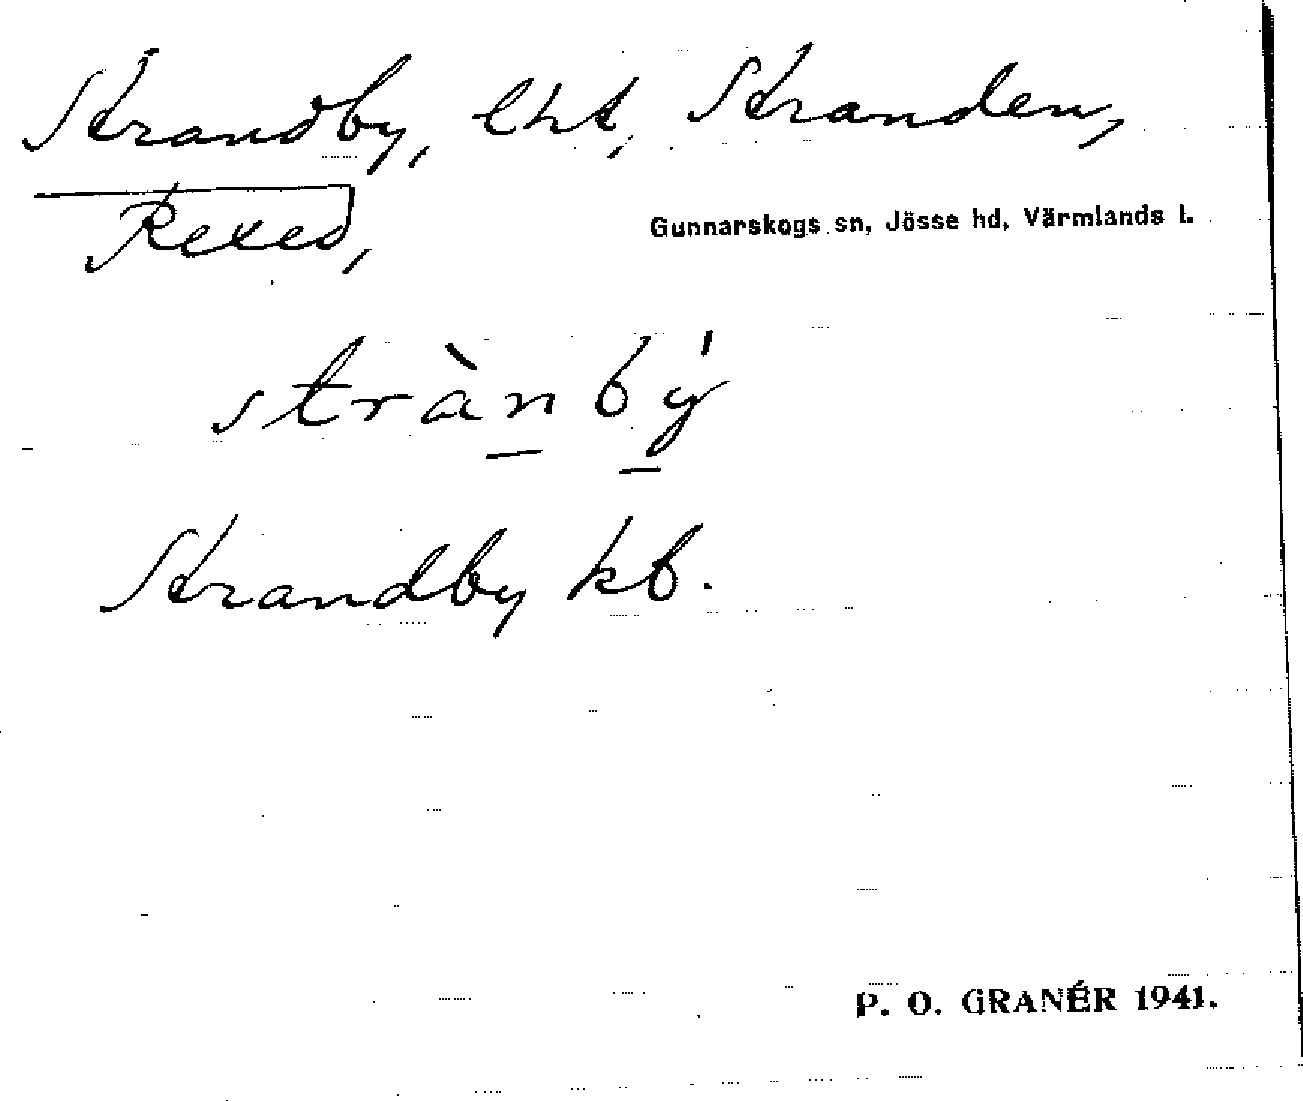 Strandby, lht, Stranden,
Rexed,
Gunnarskogs sn, Jösse hd, Värmlands l.
strànbý
Strandby kb.
P. O. GRANÉR 1941.